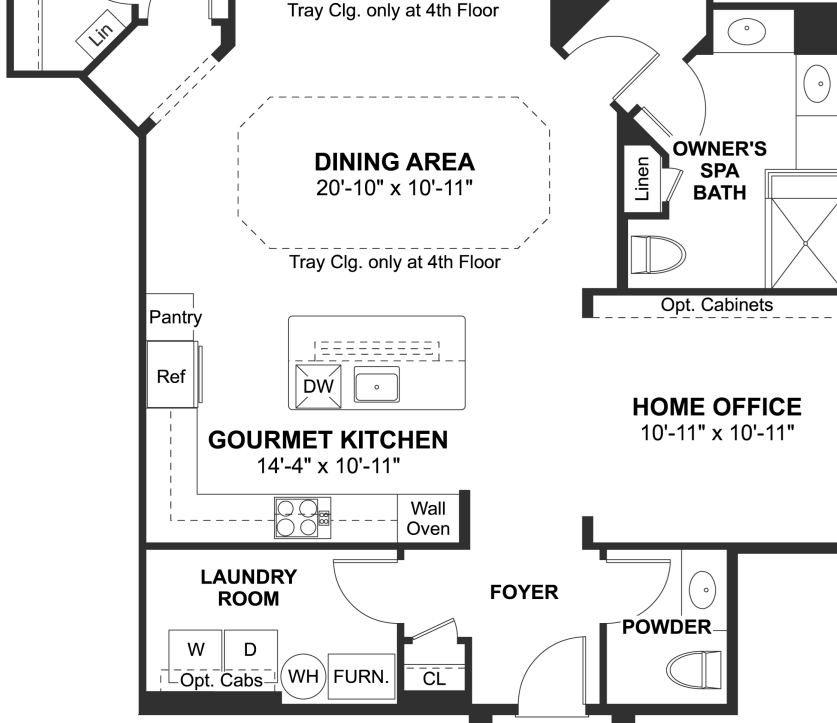 Tray Clg. only at 4th Floor
Lin
DINING AREA
20'-10" x 10'-11"
Tray Clg. only at 4th Floor
OWNER'S
SPA
BATH
Linen
Opt. Cabinets
Pantry
Ref
DW
HOME OFFICE
10'-11" x 10'-11"
GOURMET KITCHEN
14'-4" x 10'-11"
Wall
Oven
LAUNDRY
ROOM
FOYER
POWDER
W
D
Opt. Cabs
WH
FURN.
CL